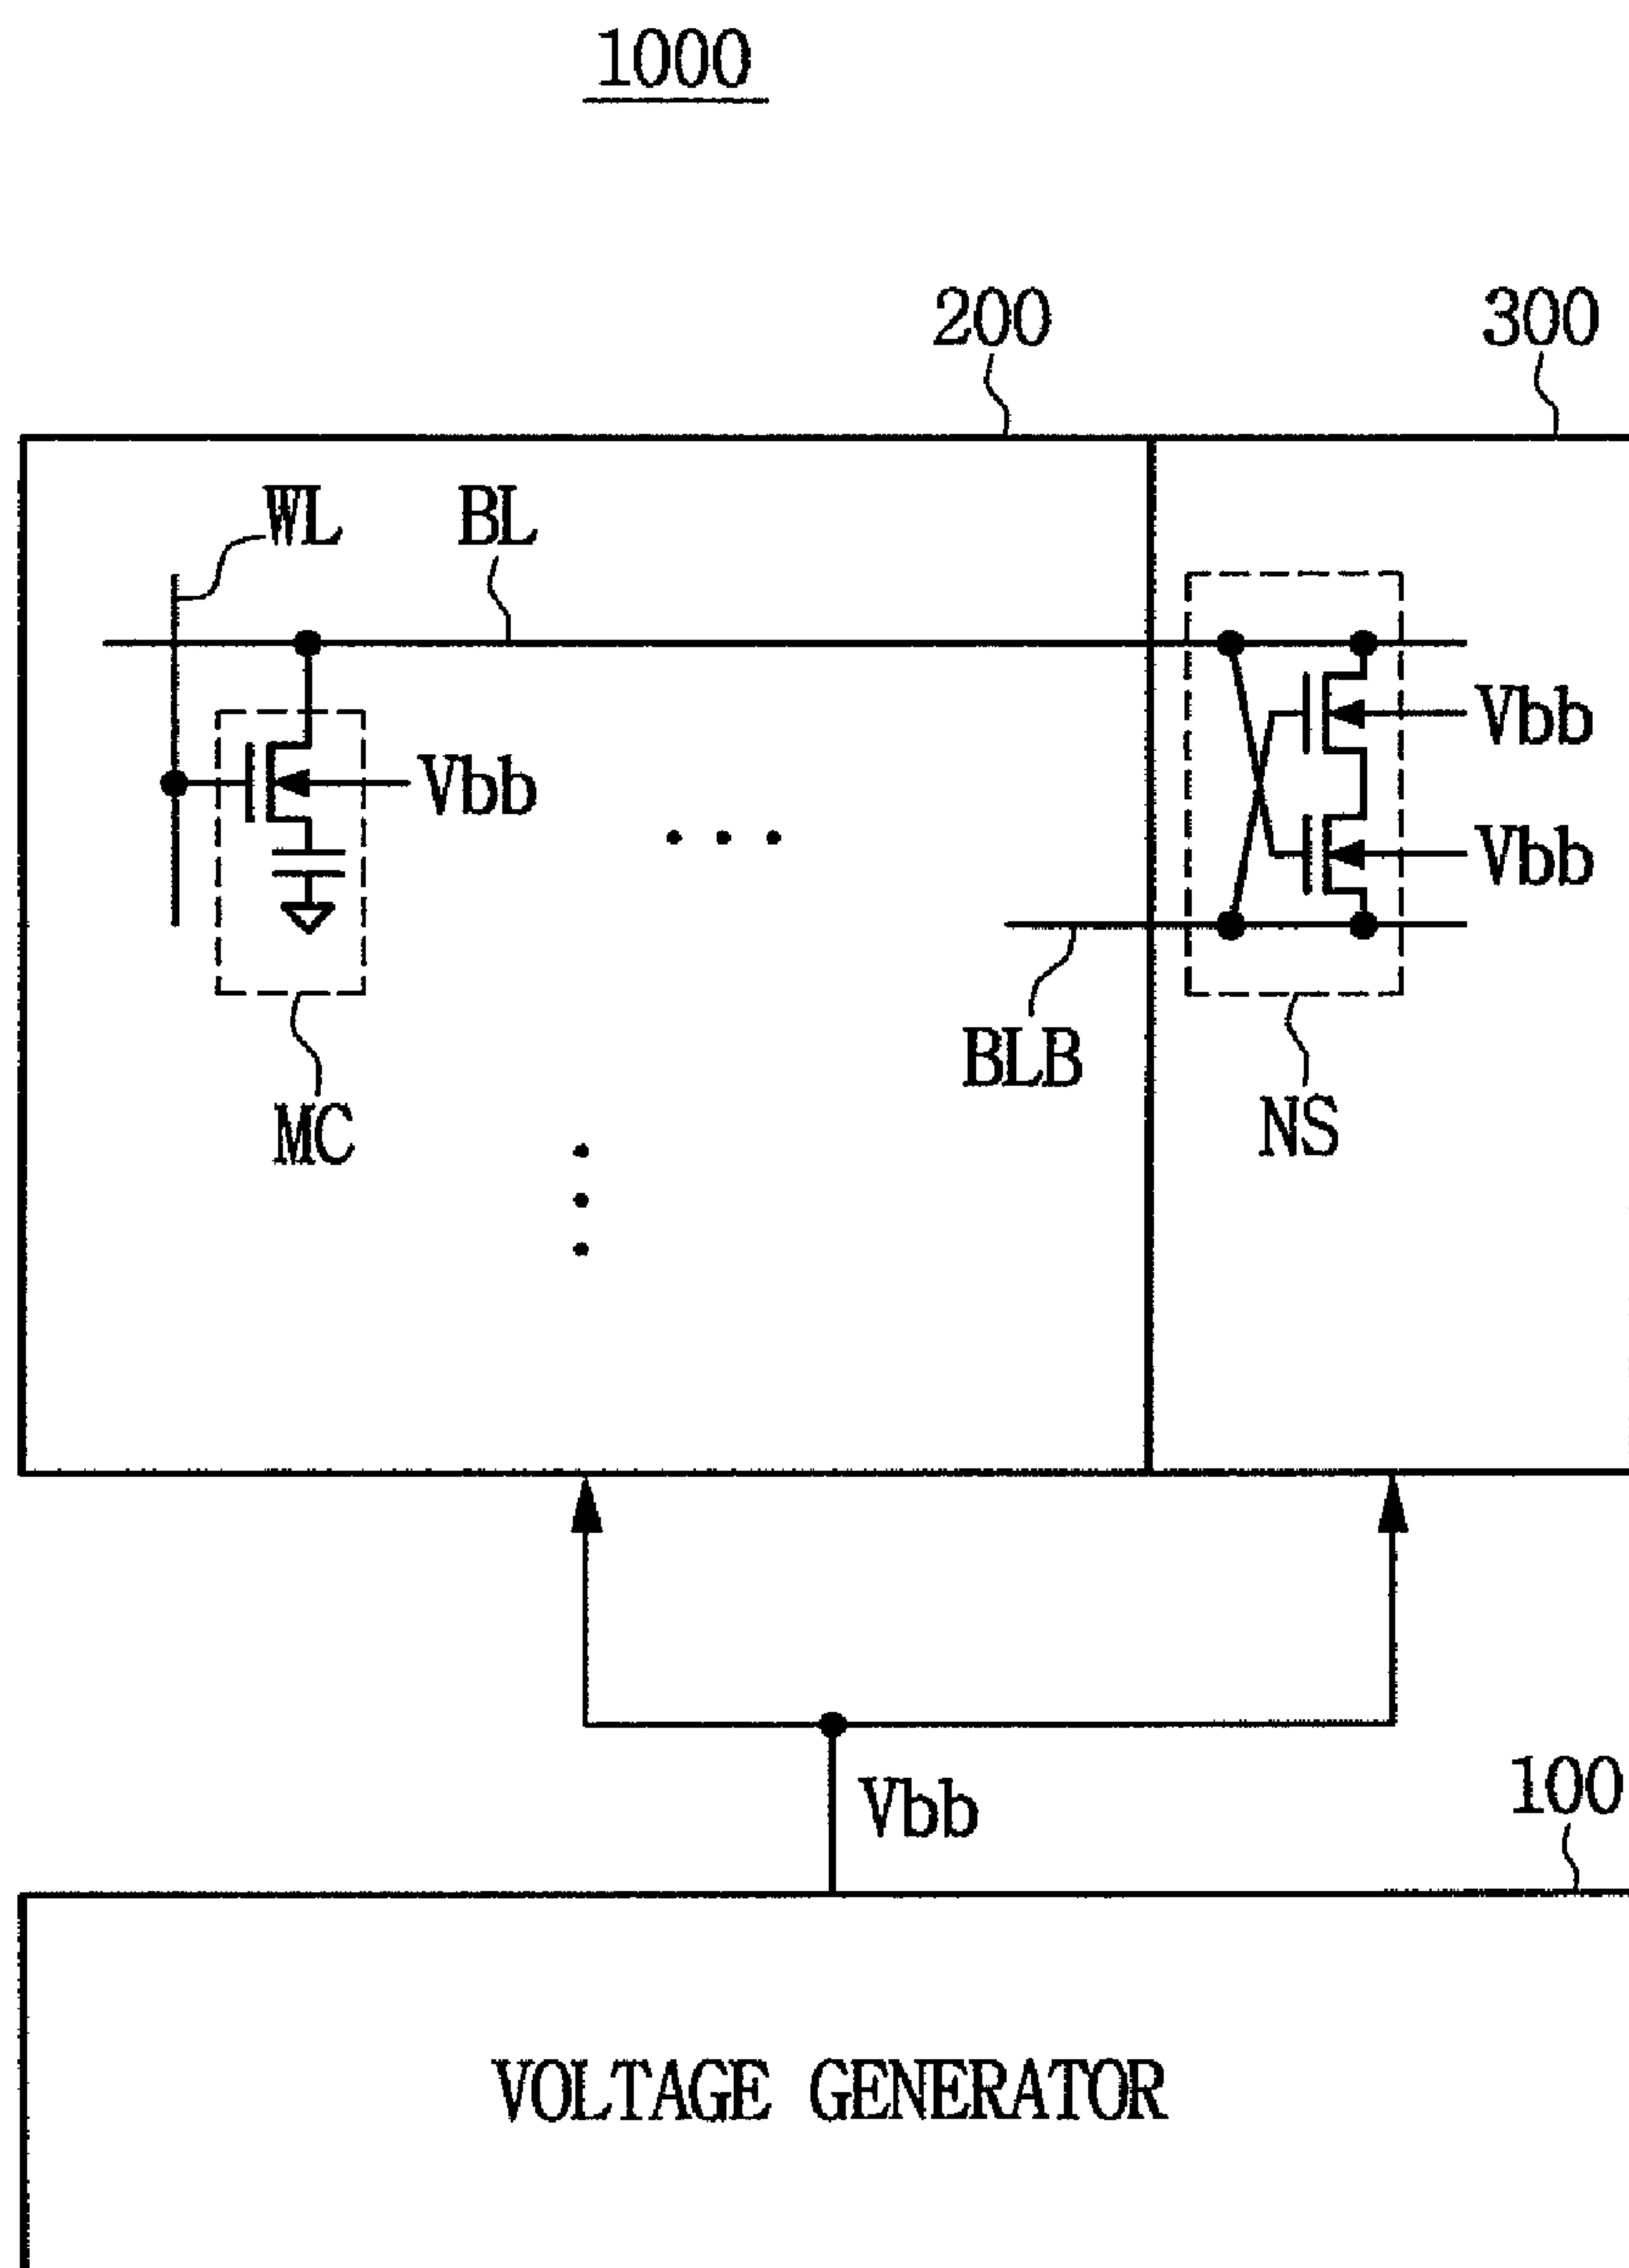 1000
200
300
WL
BL
Vbb
Vbb
Vbb
BLB
MC
NS
Vbb
100
VOLTAGE GENERATOR